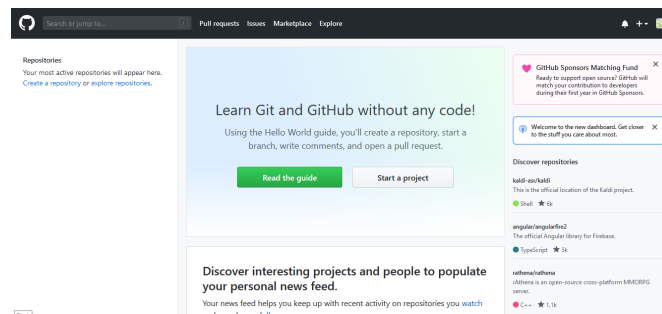 Search or jump to...
/
Pull requests Issues Marketplace Explore
Repositories
Your most active repositories will appear here.
Create a repository or explore repositories.
Learn Git and GitHub without any code!
Using the Hello World guide, you'll create a repository, start a
branch, write comments, and open a pull request.
Read the guide
Start a project
Discover interesting projects and people to populate
your personal news feed.
Your news feed helps you keep up with recent activity on repositories you watch
GitHub Sponsors Matching Fund
Ready to support open source? GitHub will
match your contribution to developers
during their first year in GitHub Sponsors.
Welcome to the new dashboard. Get closer
to the stuff you care about most.
Discover repositories
kaldi-asr/kaldi
This is the official location of the Kaldi project.
Shell ★ 6k
angular/angularfire2
The official Angular library for Firebase.
TypeScript ★ 5k
rathena/rathena
rAthena is an open-source cross-platform MMORPG
server.
C++ ★ 1.1k